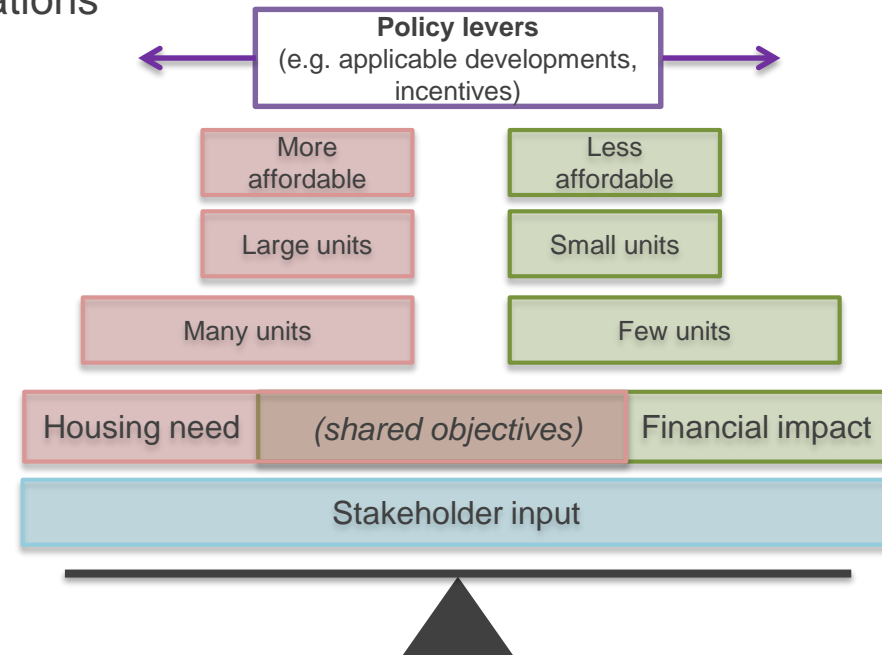 Policy levers
(e.g. applicable developments,
incentives)
More
affordable
Less
affordable
Large units
Small units
Many units
Few units
Housing need
(shared objectives)
Financial impact
Stakeholder input